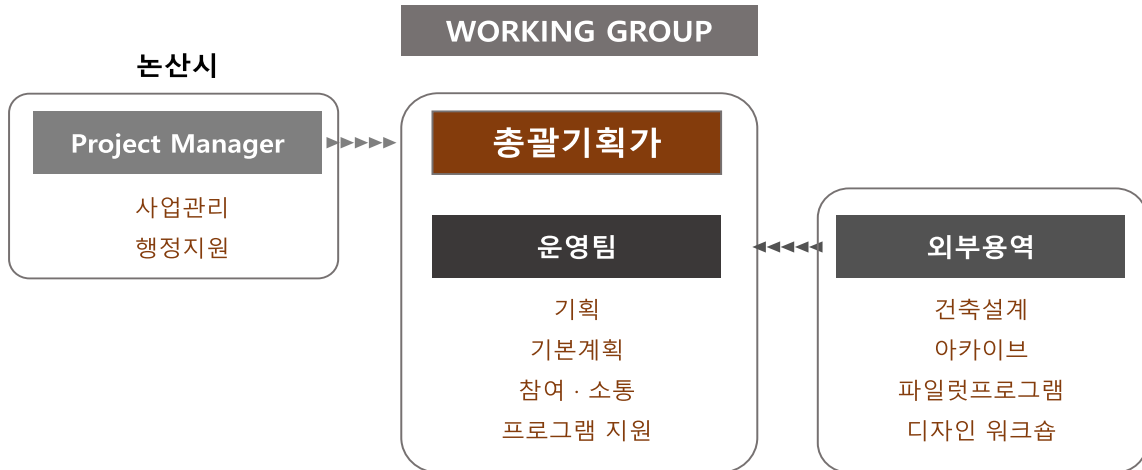 WORKING GROUP
논산시
Project Manager
사업관리
행정지원
총괄기획가
운영팀
기획
기본계획
참여 · 소통
프로그램 지원
외부용역
건축설계
아카이브
파일럿프로그램
디자인 워크숍